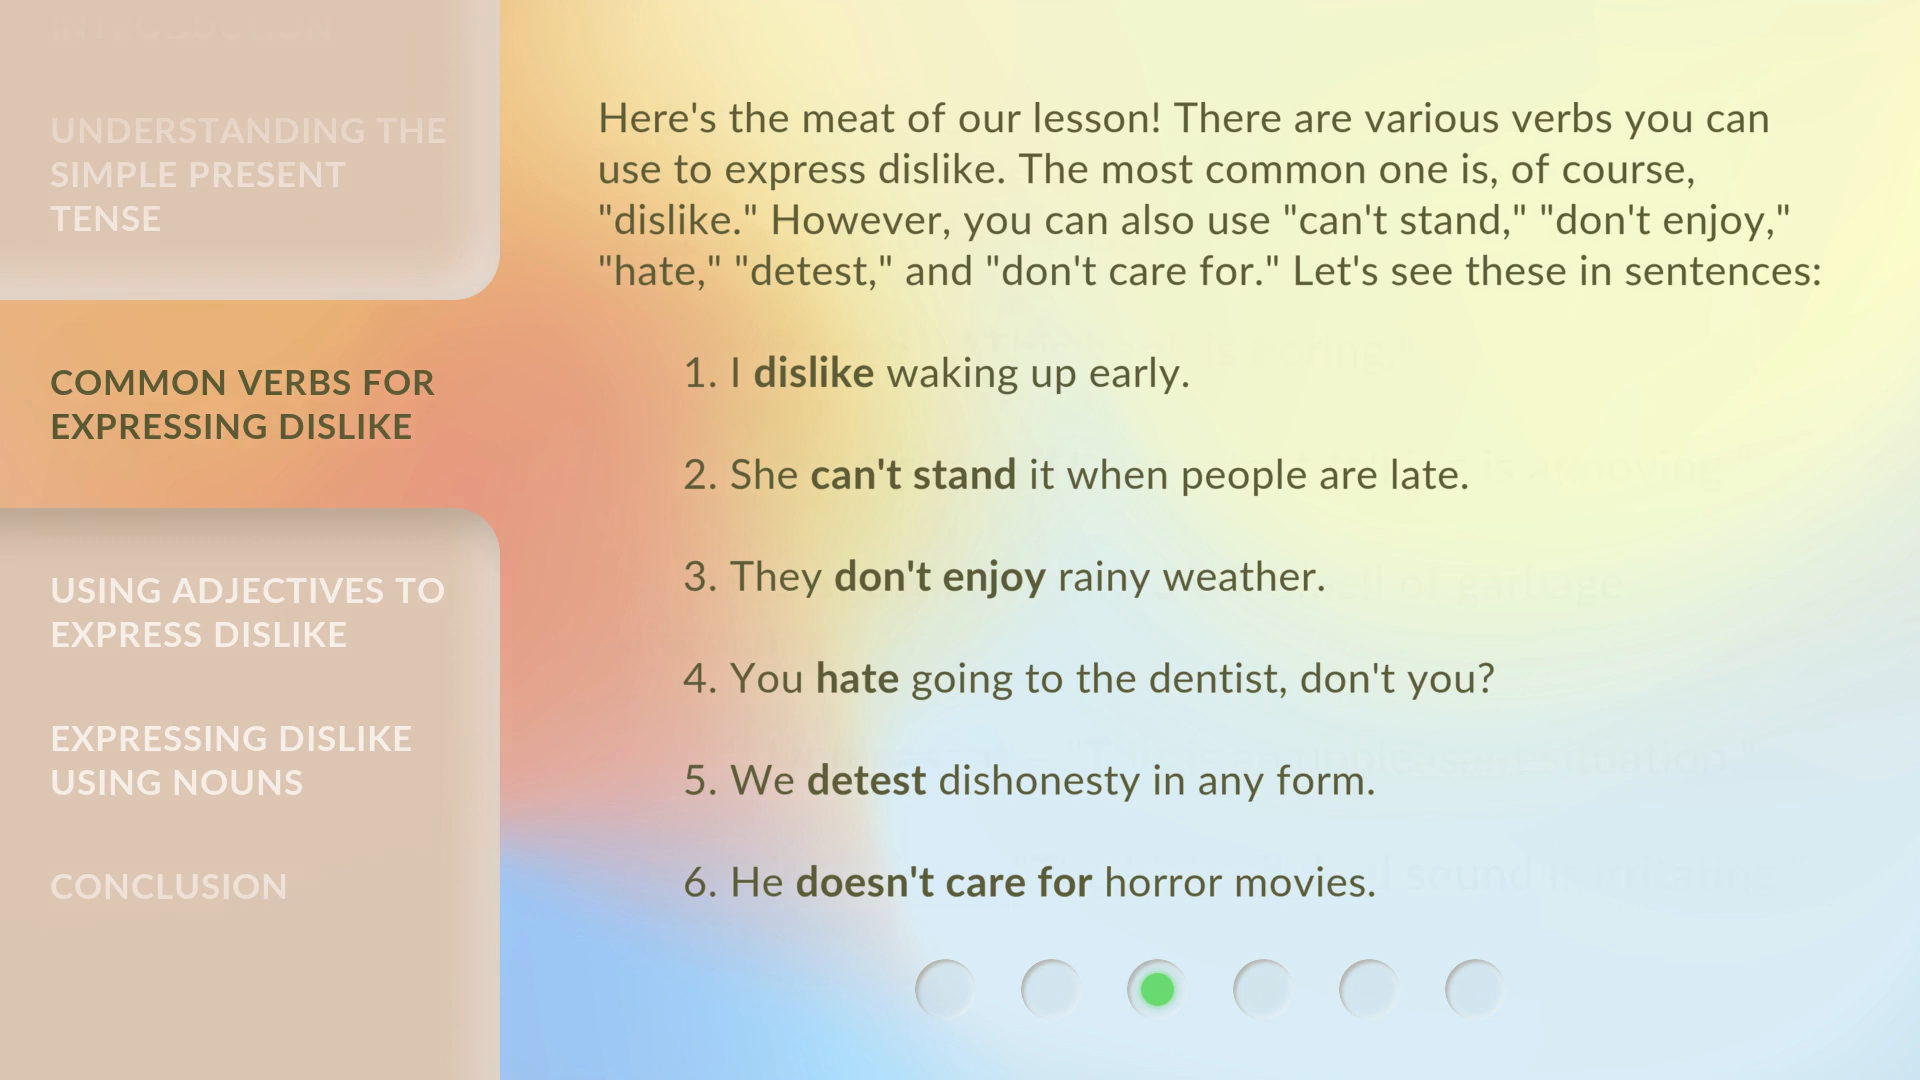 INTRODUCTION
UNDERSTANDING THE
SIMPLE PRESENT
TENSE
COMMON VERBS FOR
EXPRESSING DISLIKE
USING ADJECTIVES TO
EXPRESS DISLIKE
EXPRESSING DISLIKE
USING NOUNS
CONCLUSION
Here's the meat of our lesson! There are various verbs you can
use to express dislike. The most common one is, of course,
"dislike." However, you can also use "can't stand," "don't enjoy,"
"hate," "detest," and "don't care for." Let's see these in sentences:
1. I dislike waking up early.
2. She can't stand it when people are late.
3. They don't enjoy rainy weather.
4. You hate going to the dentist, don't you?
5. We detest dishonesty in any form.
6. He doesn't care for horror movies.